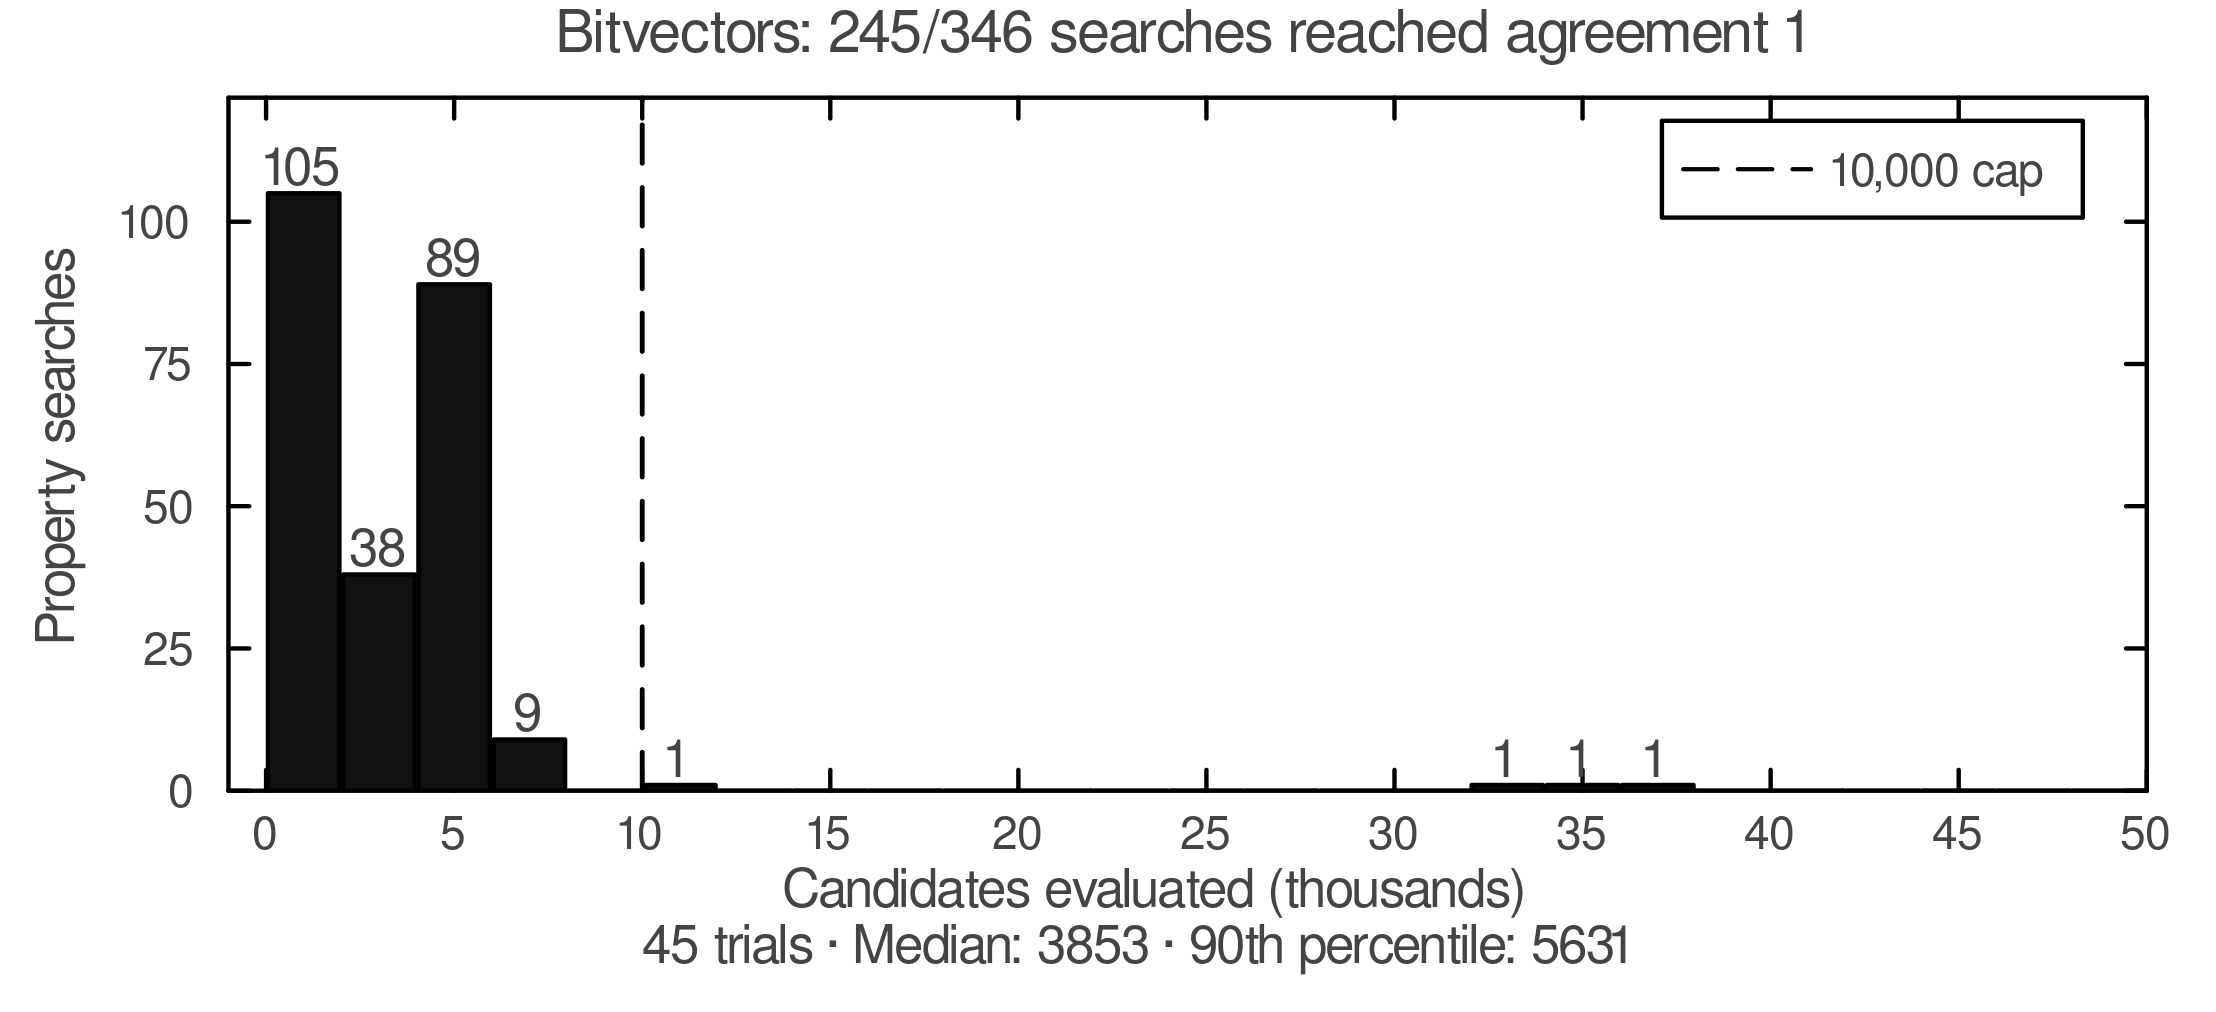 Bitvectors: 245/346 searches reached agreement 1
10,000 cap
Property searches
100
75
50
25
0
105
38
89
9
1
1
1
1
0 5 10 15 20 25 30 35 40 45 50
Candidates evaluated (thousands)
45 trials · Median: 3853 · 90th percentile: 5631